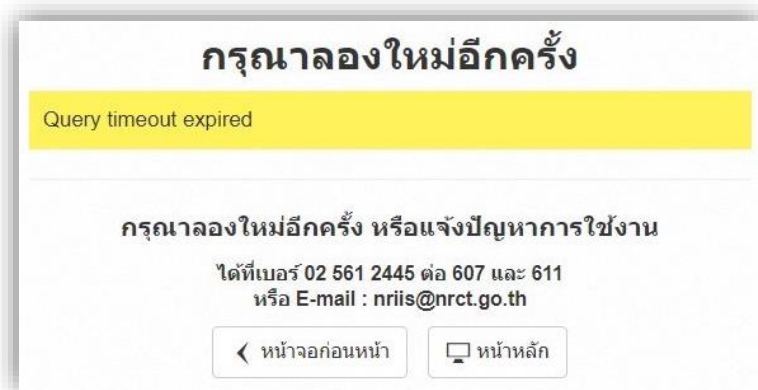 กรุณาลองใหม่อีกครั้ง
Query timeout expired
กรุณาลองใหม่อีกครั้ง หรือแจ้งปัญหาการใช้งาน
ได้ที่เบอร์ 02 561 2445 ต่อ 607 และ 611
หรือ E-mail : nriis@nrct.go.th
หน้าจอก่อนหน้า
หน้าหลัก